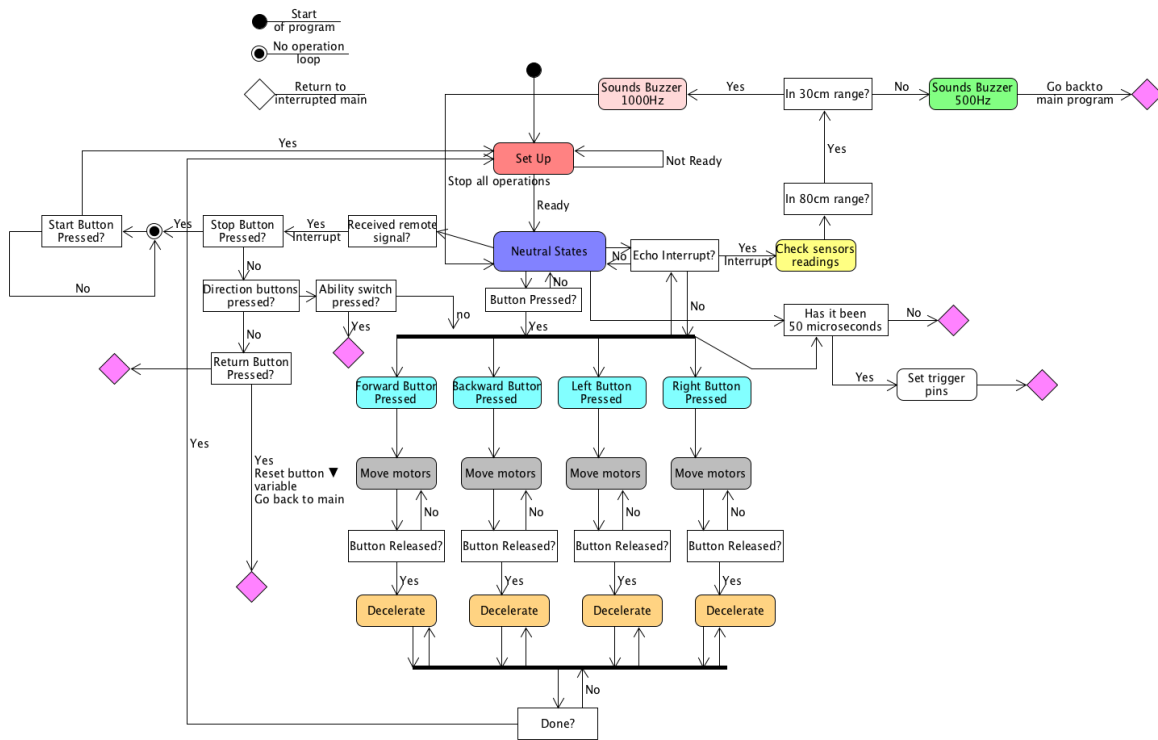 Start
of program
No operation
loop
Return to
interrupted main
Sounds Buzzer
1000Hz
Yes
In 30cm range?
No
Sounds Buzzer
500Hz
Go backto
main program
Yes
Set Up
Not Ready
Yes
Stop all operations
In 80cm range?
Ready
Start Button
Pressed?
Yes
Stop Button
Pressed?
Yes
Interrupt
Received remote
signal?
Neutral States
No
Echo Interrupt?
Yes
Interrupt
Check sensors
readings
No
No
Direction buttons
pressed?
Ability switch
pressed?
no
No
Button Pressed?
Yes
No
Has it been
50 microseconds
No
No
Yes
Return Button
Pressed?
Yes
Set trigger
pins
Forward Button
Pressed
Backward Button
Pressed
Left Button
Pressed
Right Button
Pressed
Yes
Yes
Reset button ▼
variable
Go back to main
Move motors
Move motors
Move motors
Move motors
No
No
No
No
Button Released?
Button Released?
Button Released?
Button Released?
Yes
Yes
Yes
Yes
Decelerate
Decelerate
Decelerate
Decelerate
No
Done?